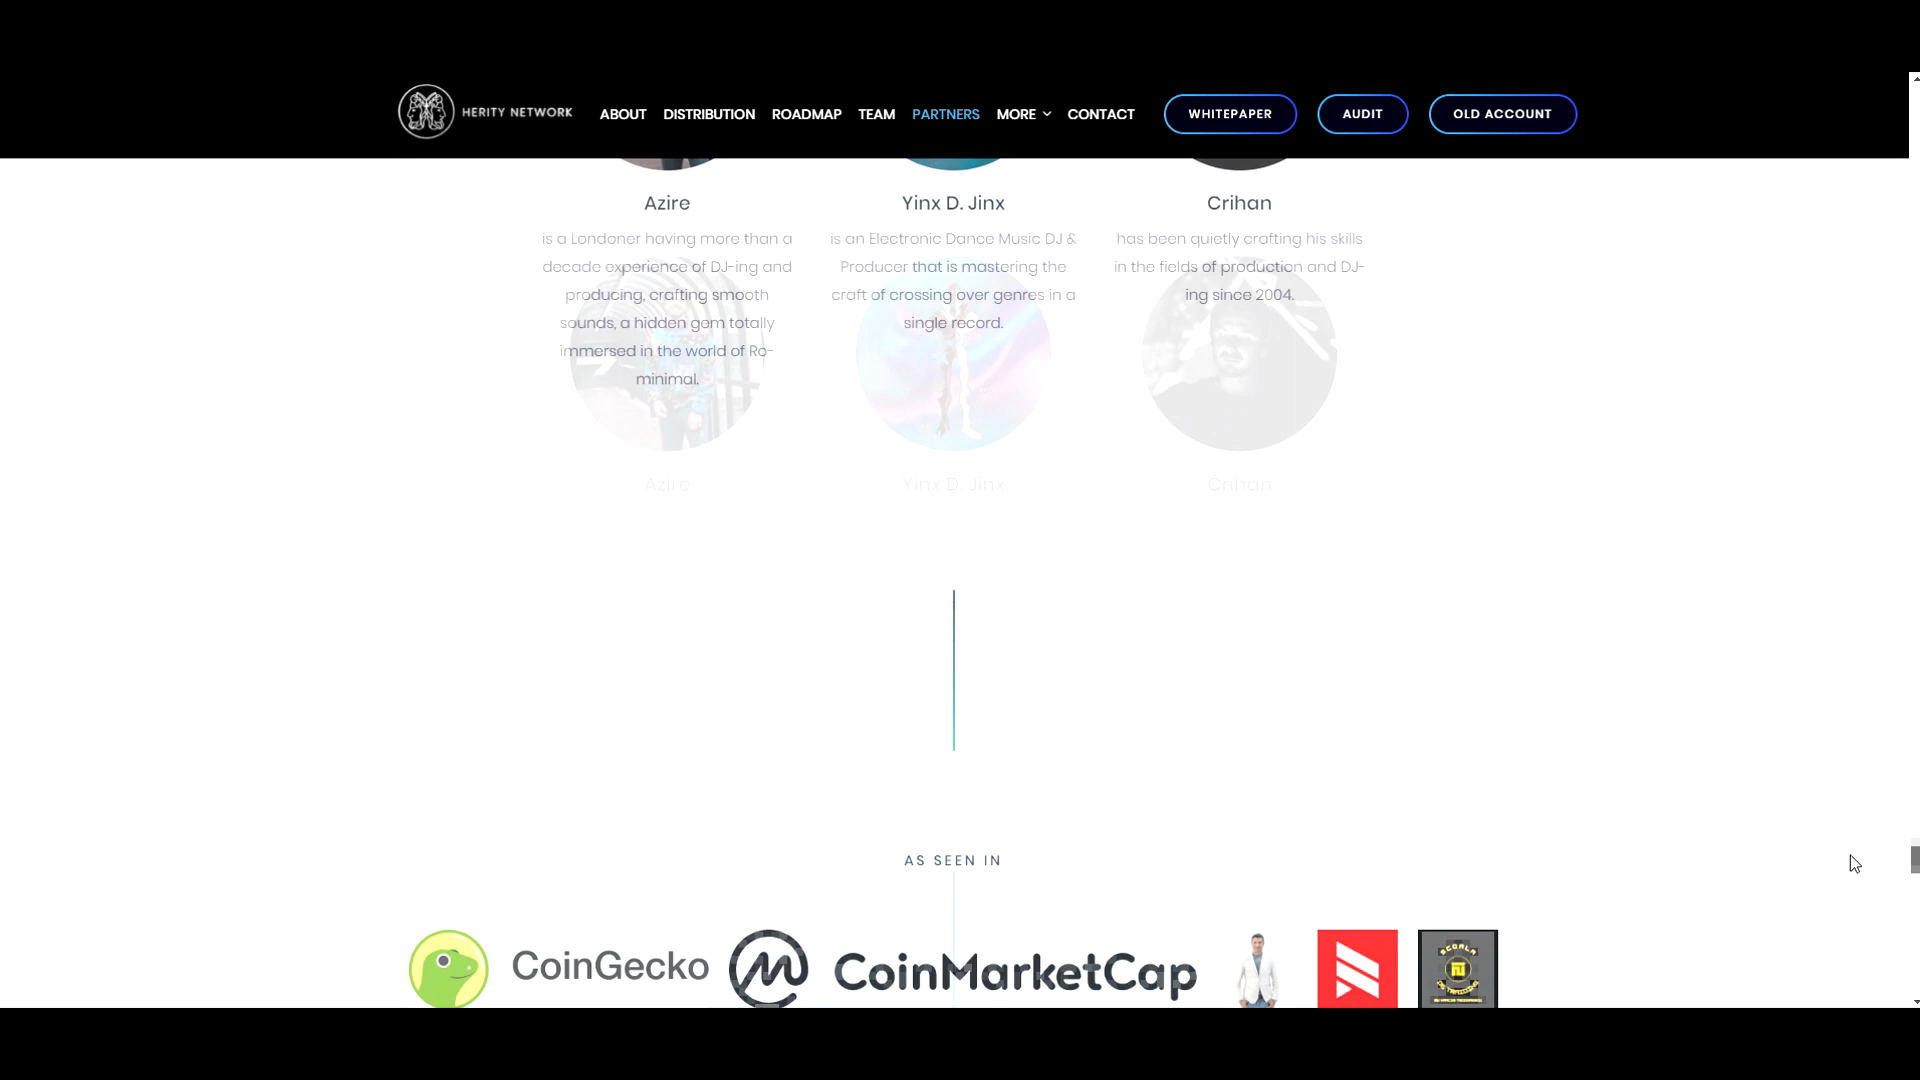 HERITY NETWORK ABOUT DISTRIBUTION ROADMAP TEAM PARTNERS MORE CONTACT WHITEPAPER AUDIT OLD ACCOUNT
Azire
is a Londoner having more than a
decade experience of DJ-ing and
producing, crafting smooth
sounds, a hidden gem totally
immersed in the world of Ro-
minimal.
Yinx D. Jinx
is an Electronic Dance Music DJ &
Producer that is mastering the
craft of crossing over genres in a
single record.
Crihan
has been quietly crafting his skills
in the fields of production and DJ-
ing since 2004.
Azire Yinx D. Jinx Crihan
AS SEEN IN
CoinGecko CoinMarketCap